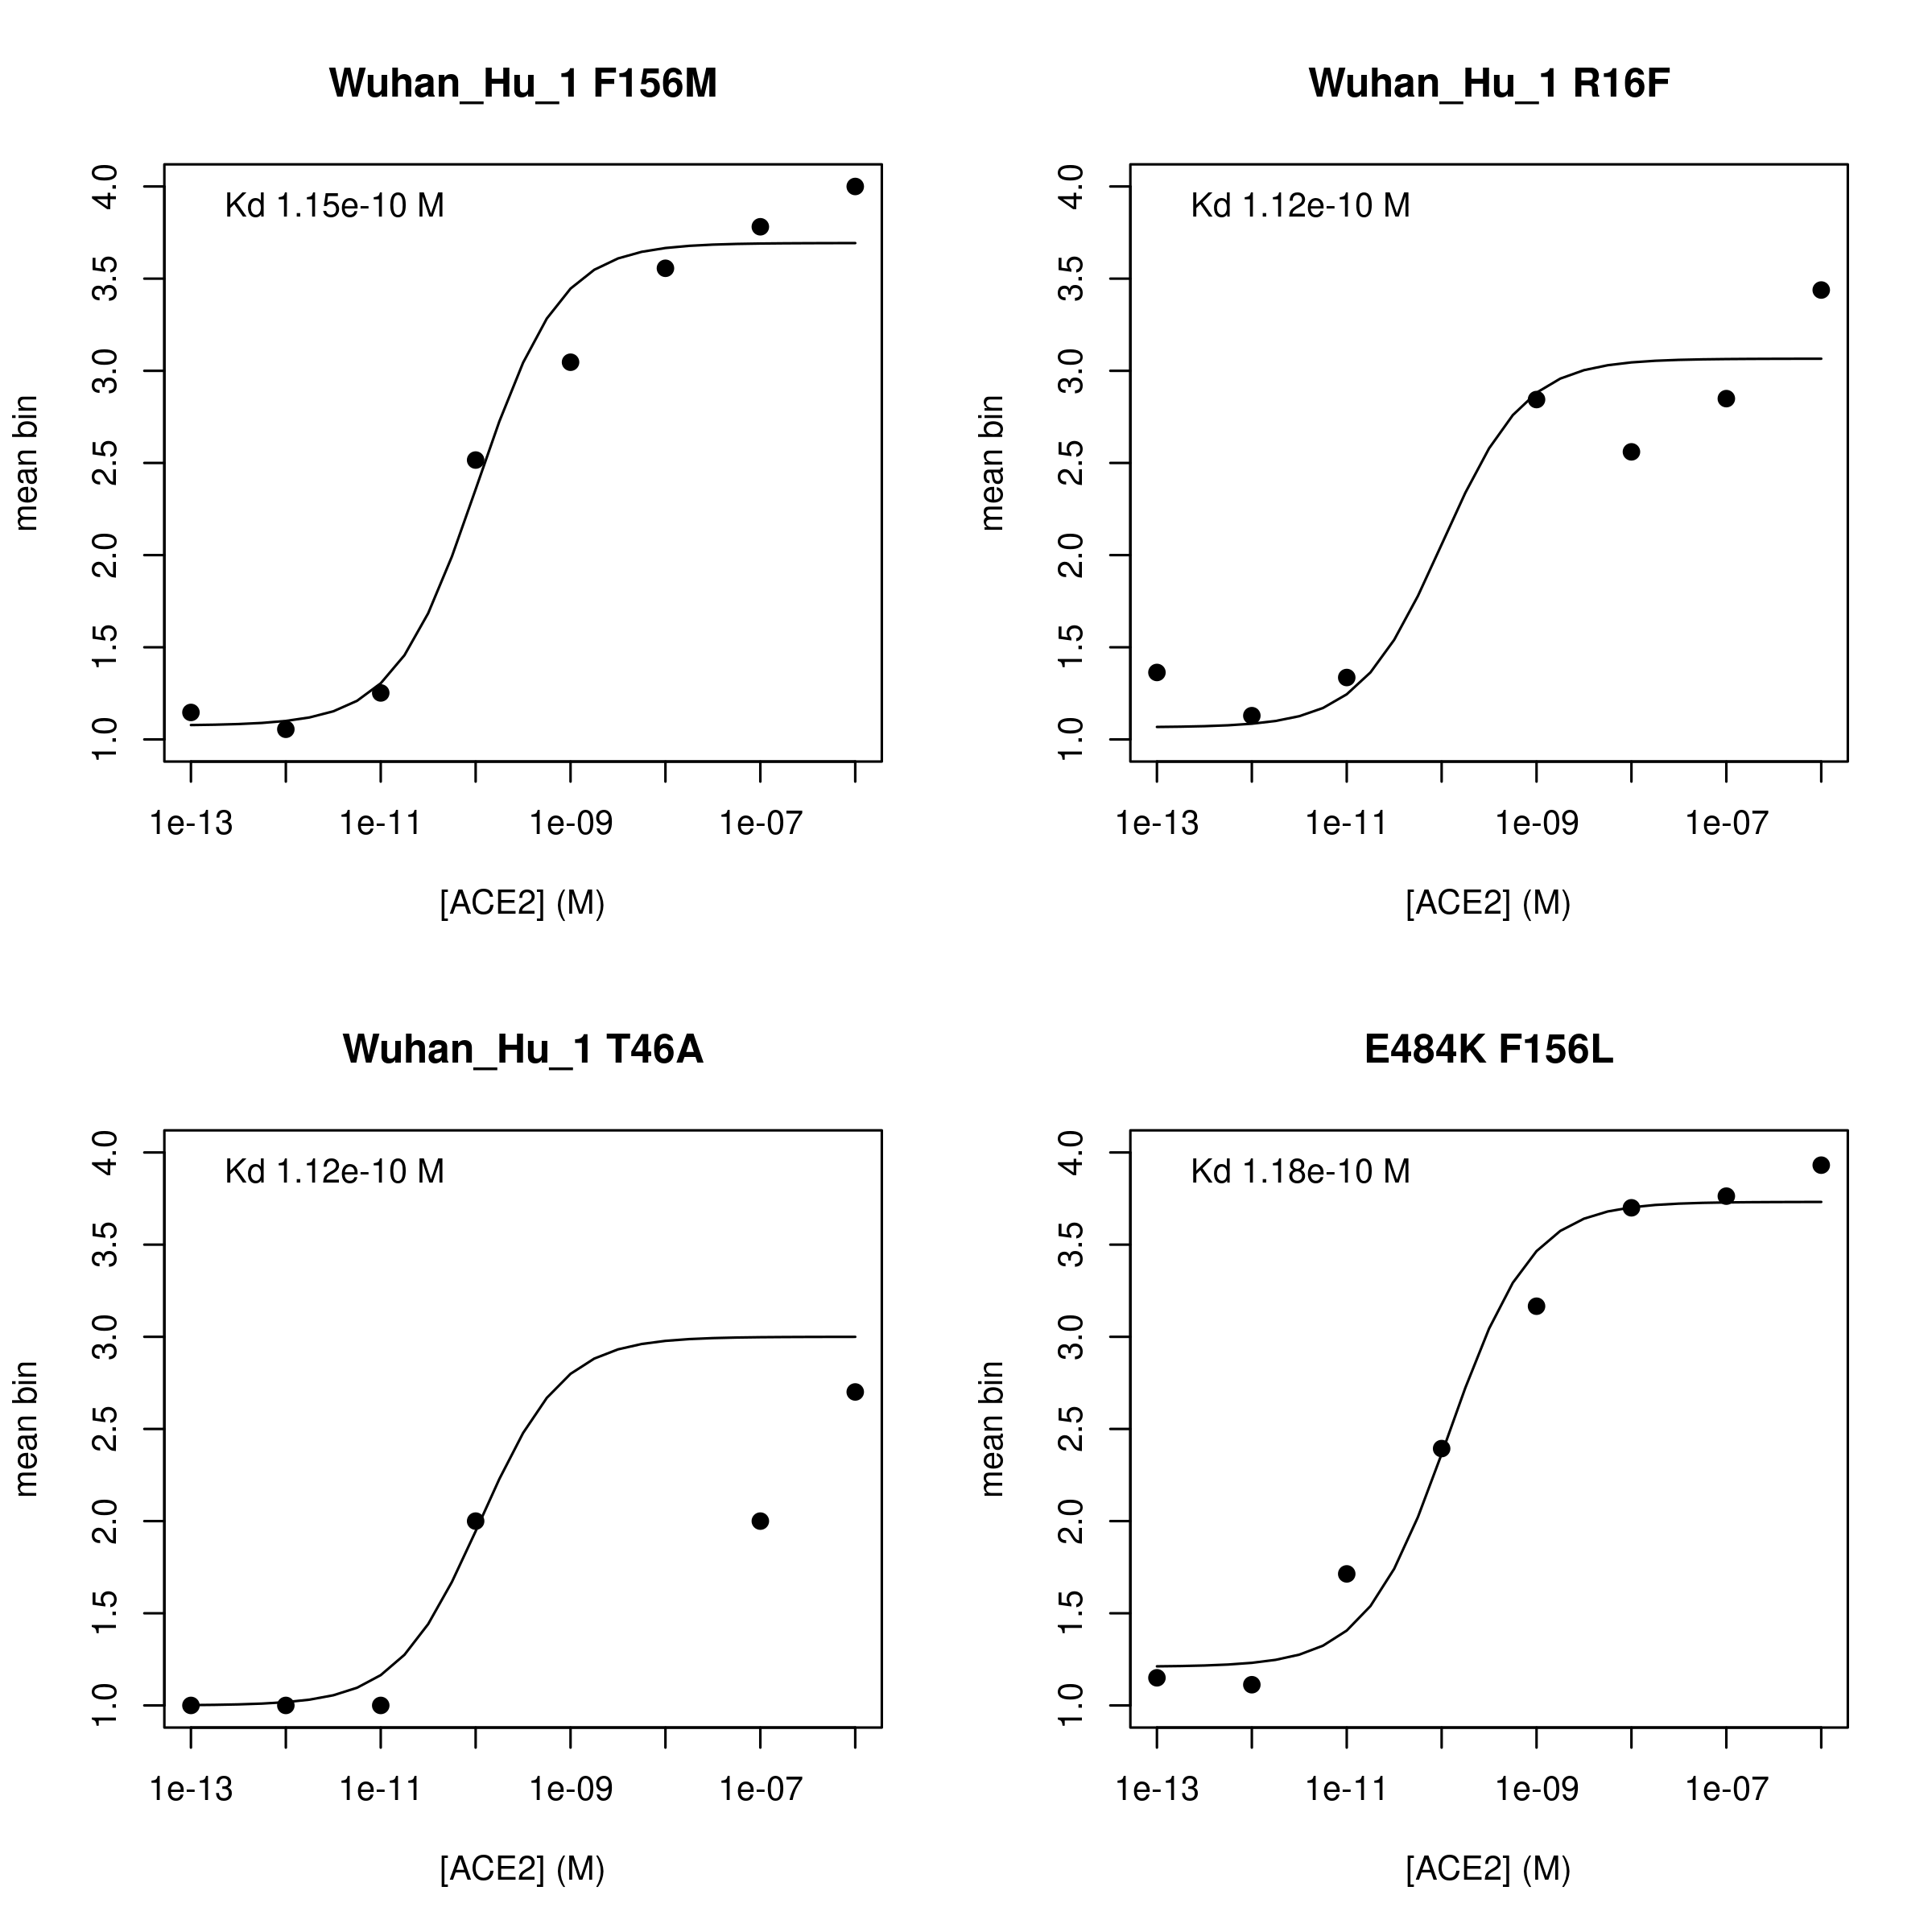 Wuhan_Hu_1 F156M
Kd 1.15e-10 M
mean bin
4.0
3.5
3.0
2.5
2.0
1.5
1.0
1e-13 1e-11 1e-09 1e-07
[ACE2] (M)
Wuhan_Hu_1 R16F
Kd 1.12e-10 M
mean bin
4.0
3.5
3.0
2.5
2.0
1.5
1.0
1e-13 1e-11 1e-09 1e-07
[ACE2] (M)
Wuhan_Hu_1 T46A
Kd 1.12e-10 M
mean bin
4.0
3.5
3.0
2.5
2.0
1.5
1.0
1e-13 1e-11 1e-09 1e-07
[ACE2] (M)
E484K F156L
Kd 1.18e-10 M
mean bin
4.0
3.5
3.0
2.5
2.0
1.5
1.0
1e-13 1e-11 1e-09 1e-07
[ACE2] (M)